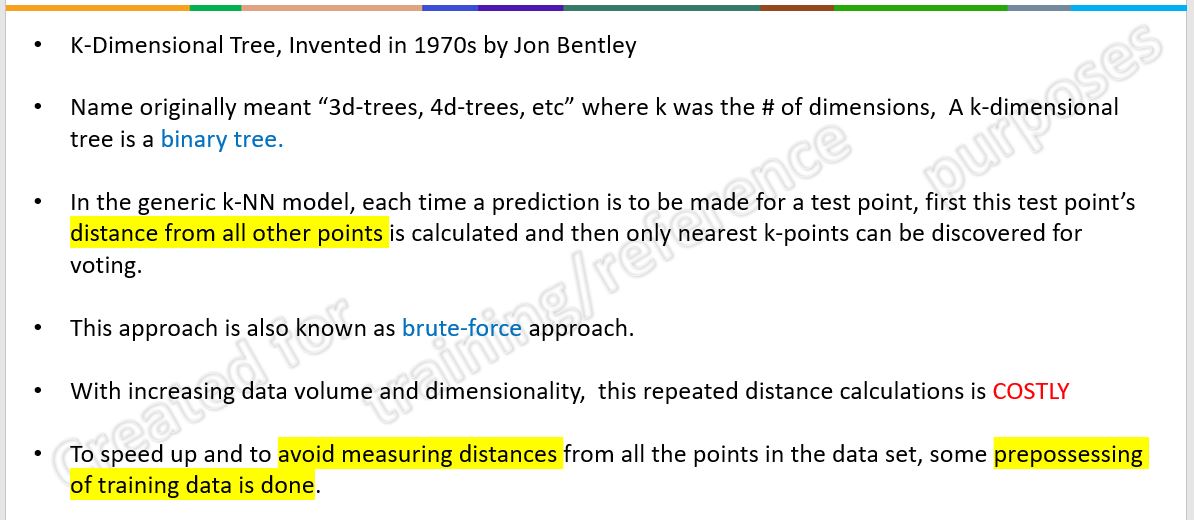 • K-Dimensional Tree, Invented in 1970s by Jon Bentley
• Name originally meant “3d-trees, 4d-trees, etc” where k was the # of dimensions, A k-dimensional
tree is a binary tree.
• In the generic k-NN model, each time a prediction is to be made for a test point, first this test point’s
distance from all other points is calculated and then only nearest k-points can be discovered for
voting.
• This approach is also known as brute-force approach.
• With increasing data volume and dimensionality, this repeated distance calculations is COSTLY
• To speed up and to avoid measuring distances from all the points in the data set, some prepossessing
of training data is done.
Created for training/reference purposes